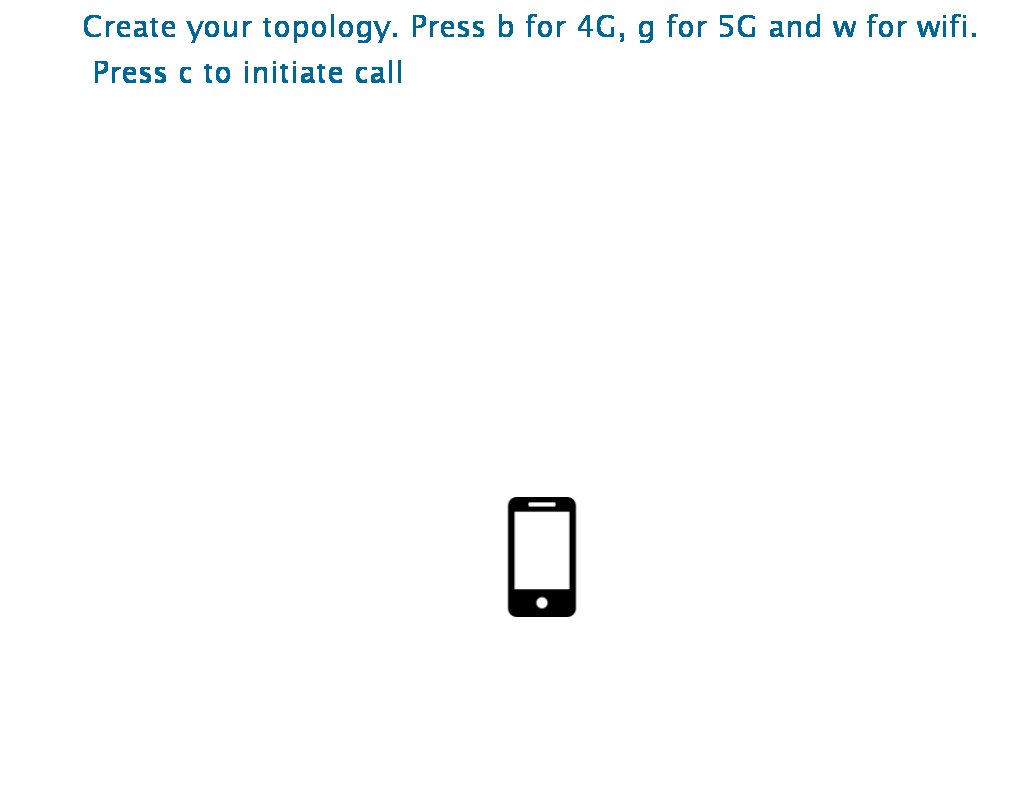 Create your topology. Press b for 4G, g for 5G and w for wifi.
Press c to initiate call